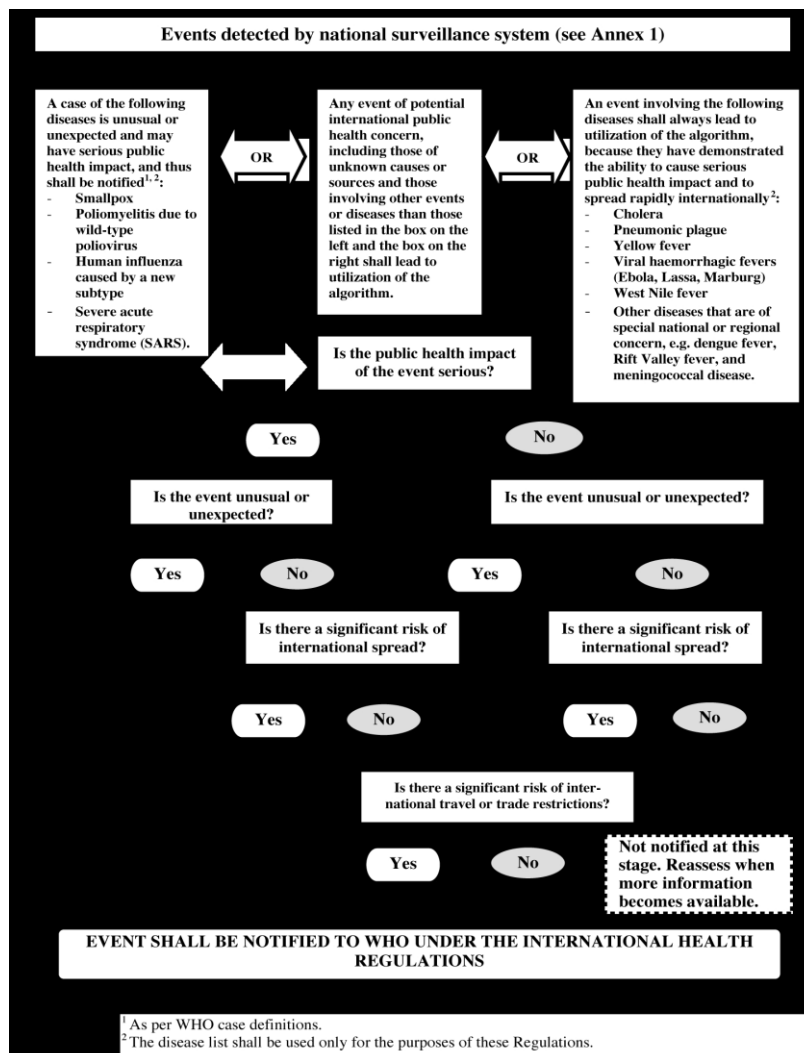 Events detected by national surveillance system (see Annex 1)
A case of the following
diseases is unusual or
unexpected and may
have serious public
health impact, and thus
shall be notified1, 2:
- Smallpox
- Poliomyelitis due to
wild-type
poliovirus
- Human influenza
caused by a new
subtype
- Severe acute
respiratory
syndrome (SARS).
OR
Any event of potential
international public
health concern,
including those of
unknown causes or
sources and those
involving other events
or diseases than those
listed in the box on the
left and the box on the
right shall lead to
utilization of the
algorithm.
OR
An event involving the following
diseases shall always lead to
utilization of the algorithm,
because they have demonstrated
the ability to cause serious
public health impact and to
spread rapidly internationally2:
- Cholera
- Pneumonic plague
- Yellow fever
- Viral haemorrhagic fevers
(Ebola, Lassa, Marburg)
- West Nile fever
- Other diseases that are of
special national or regional
concern, e.g. dengue fever,
Rift Valley fever, and
meningococcal disease.
Is the public health impact
of the event serious?
Yes
No
Is the event unusual or
unexpected?
Is the event unusual or unexpected?
Yes
No
Yes
No
Is there a significant risk of
international spread?
Is there a significant risk of
international spread?
Yes
No
Yes
No
Is there a significant risk of inter-
national travel or trade restrictions?
Yes
No
Not notified at this
stage. Reassess when
more information
becomes available.
EVENT SHALL BE NOTIFIED TO WHO UNDER THE INTERNATIONAL HEALTH
REGULATIONS
1 As per WHO case definitions.
2 The disease list shall be used only for the purposes of these Regulations.